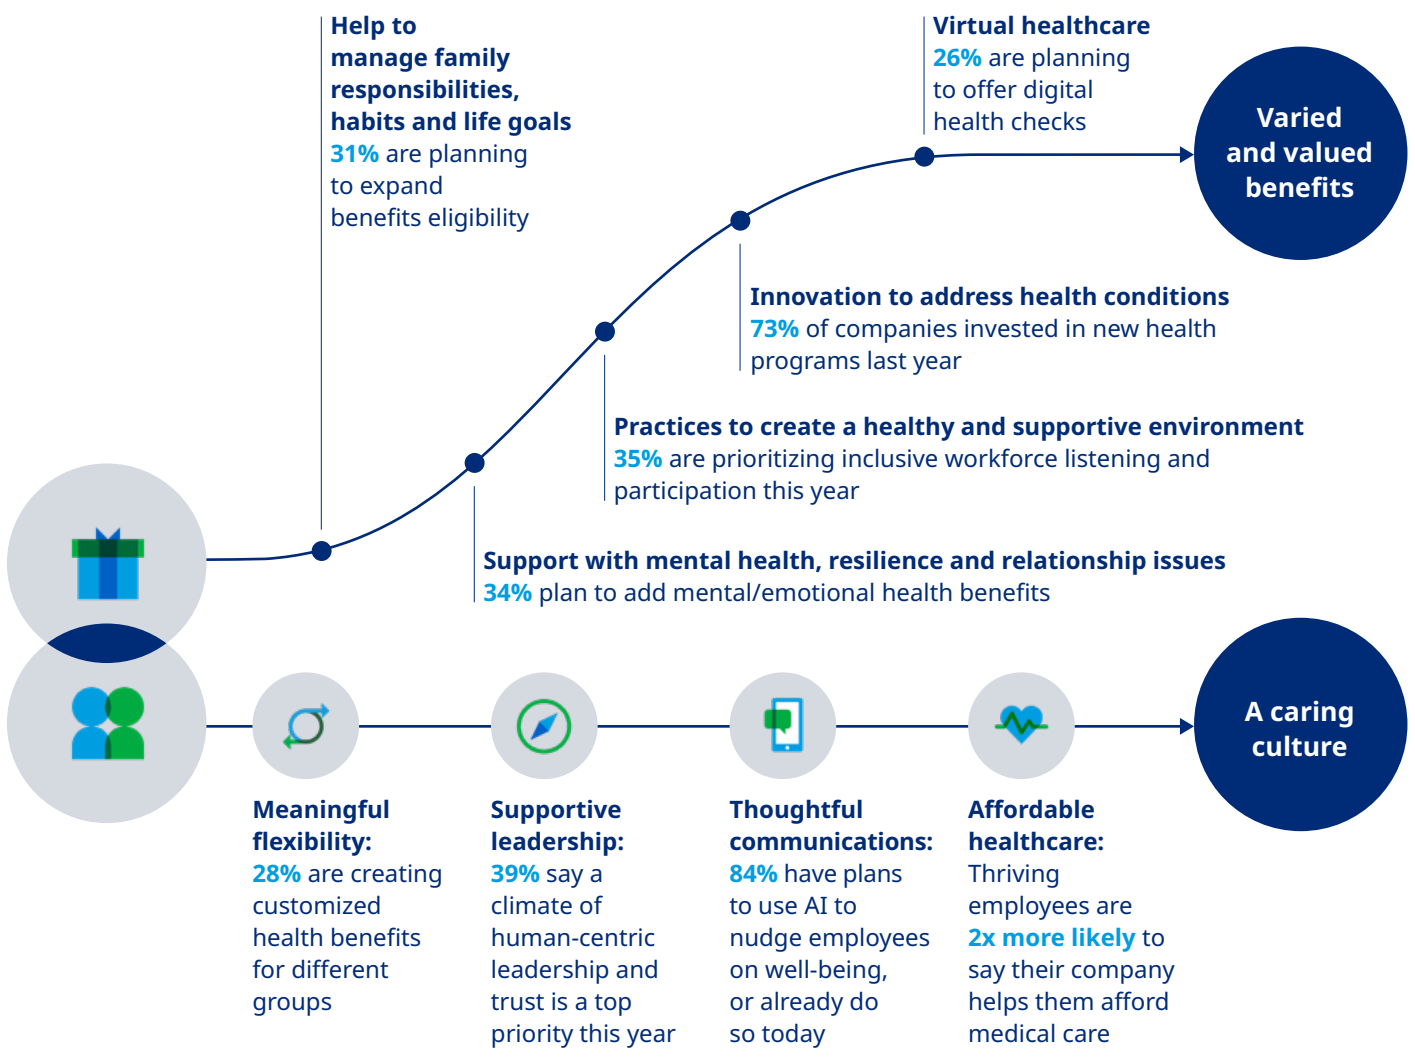 Help to
manage family
responsibilities,
habits and life goals
31% are planning
to expand
benefits eligibility
Virtual healthcare
26% are planning
to offer digital
health checks
Varied
and valued
benefits
Innovation to address health conditions
73% of companies invested in new health
programs last year
Practices to create a healthy and supportive environment
35% are prioritizing inclusive workforce listening and
participation this year
Support with mental health, resilience and relationship issues
34% plan to add mental/emotional health benefits
A caring
culture
Meaningful
flexibility:
28% are creating
customized
health benefits
for different
groups
Supportive
leadership:
39% say a
climate of
human-centric
leadership and
trust is a top
priority this year
Thoughtful
communications:
84% have plans
to use AI to
nudge employees
on well-being,
or already do
so today
Affordable
healthcare:
Thriving
employees are
2x more likely to
say their company
helps them afford
medical care